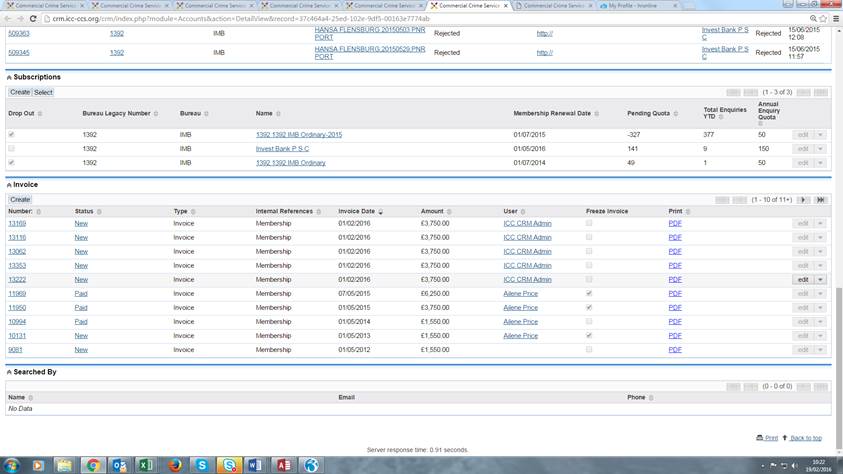 Commercial Crime Service
Commercial Crime Service
Commercial Crime Service
Commercial Crime Service
Commercial Crime Service
Commercial Crime Service
Commercial Crime Service
My Profile -
crm.icc-ccs.org/crm/index.php?module=Accounts&action=DetailView&record=37c464a4-25ed-102e-9df5-00163e7774ab
509363 1392 IMB HANSA FLENSBURG 20150503.PNR PORT Rejected http:// Invest Bank P S C Rejected 15/06/2015 12:08
509345 1392 IMB HANSA FLENSBURG 20150529.PNR PORT Rejected http:// Invest Bank P S C Rejected 15/06/2015 11:57
Subscriptions
Create Select (1 - 3 of 3)
Drop Out Bureau Legacy Number Bureau Name Membership Renewal Date Pending Quota Total Enquiries YTD Annual Enquiry Quota
1392 IMB 1392 1392 IMB Ordinary-2015 01/07/2015 -327 377 50 edit
1392 IMB Invest Bank P-S-C 01/05/2016 141 9 150 edit
1392 IMB 1392 1392 IMB Ordinary 01/07/2014 49 1 50 edit
Invoice
Create (1 - 10 of 11+)
Number: Status Type Internal References Invoice Date Amount User Freeze Invoice Print
13169 New Invoice Membership 01/02/2016 £3,750.00 ICC CRM Admin PDF edit
13116 New Invoice Membership 01/02/2016 £3,750.00 ICC CRM Admin PDF edit
13062 New Invoice Membership 01/02/2016 £3,750.00 ICC CRM Admin PDF edit
13353 New Invoice Membership 01/02/2016 £3,750.00 ICC CRM Admin PDF edit
13222 New Invoice Membership 01/02/2016 £3,750.00 ICC CRM Admin PDF edit
11969 Paid Invoice Membership 07/05/2015 £6,250.00 Ailene Price PDF edit
11950 Paid Invoice Membership 01/05/2015 £3,750.00 Ailene Price PDF edit
10994 Paid Invoice Membership 01/05/2014 £1,550.00 Ailene Price PDF edit
10131 New Invoice Membership 01/05/2013 £1,550.00 Ailene Price PDF edit
9081 New Invoice Membership 01/05/2012 £1,550.00 PDF edit
Searched By
(0 - 0 of 0)
Name Email Phone
No Data
Print Back to top
Server response time: 0.91 seconds.
10:22
19/02/2016